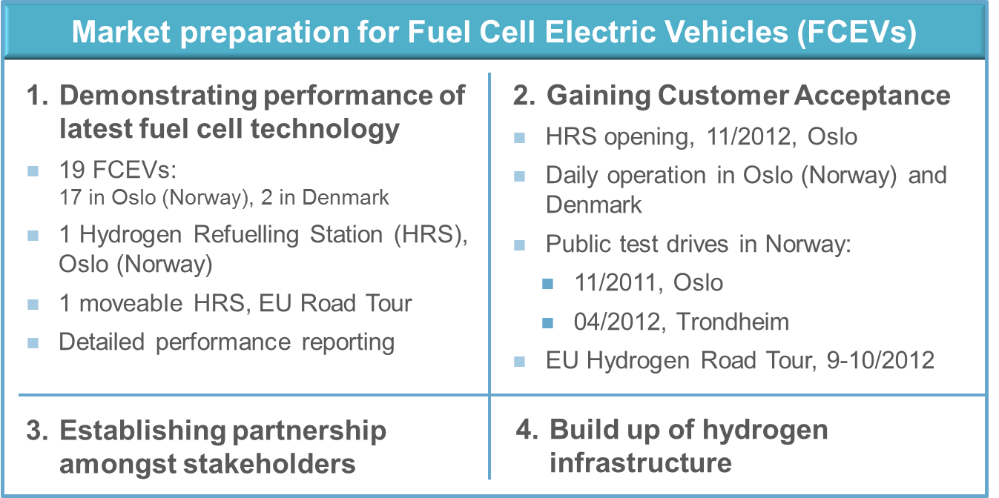 Market preparation for Fuel Cell Electric Vehicles (FCEVs)
1. Demonstrating performance of
latest fuel cell technology
19 FCEVs:
17 in Oslo (Norway), 2 in Denmark
1 Hydrogen Refuelling Station (HRS),
Oslo (Norway)
1 moveable HRS, EU Road Tour
Detailed performance reporting
2. Gaining Customer Acceptance
HRS opening, 11/2012, Oslo
Daily operation in Oslo (Norway) and
Denmark
Public test drives in Norway:
11/2011, Oslo
04/2012, Trondheim
EU Hydrogen Road Tour, 9-10/2012
3. Establishing partnership
amongst stakeholders
4. Build up of hydrogen
infrastructure